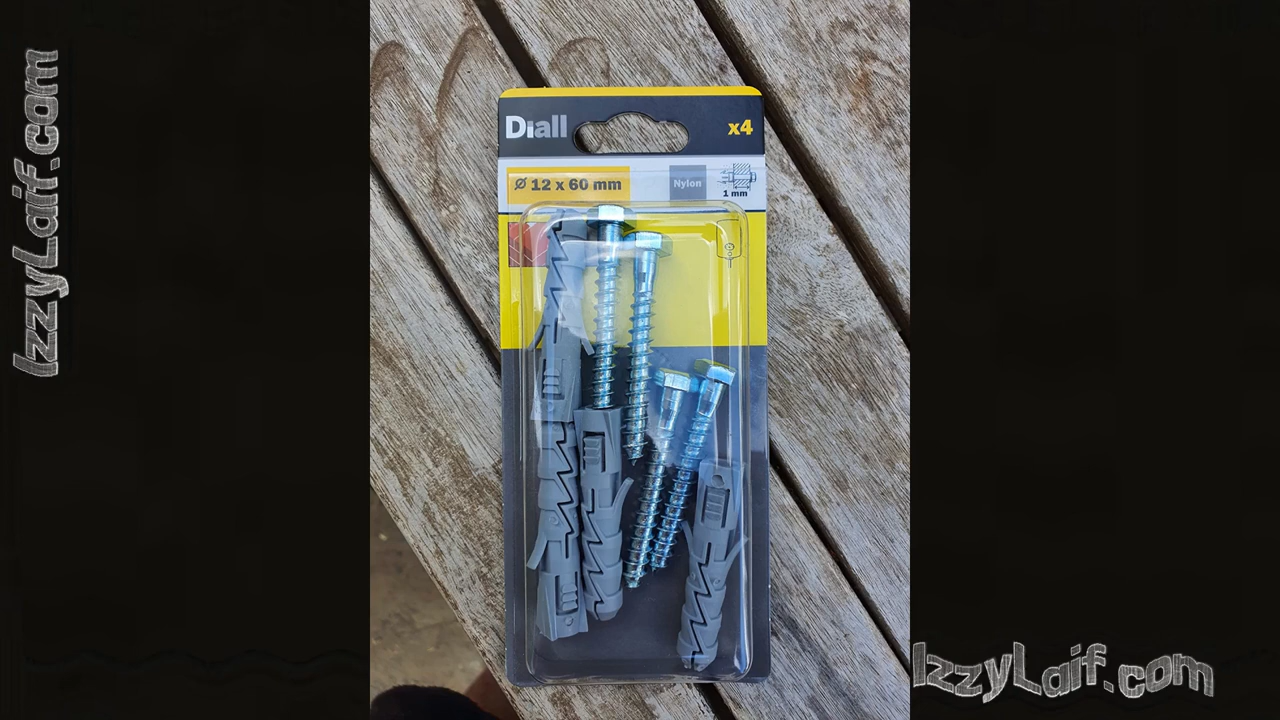 IzzyLaif.com
Diall
x4
Ø 12 x 60 mm
Nylon
1 mm
IzzyLaif.com